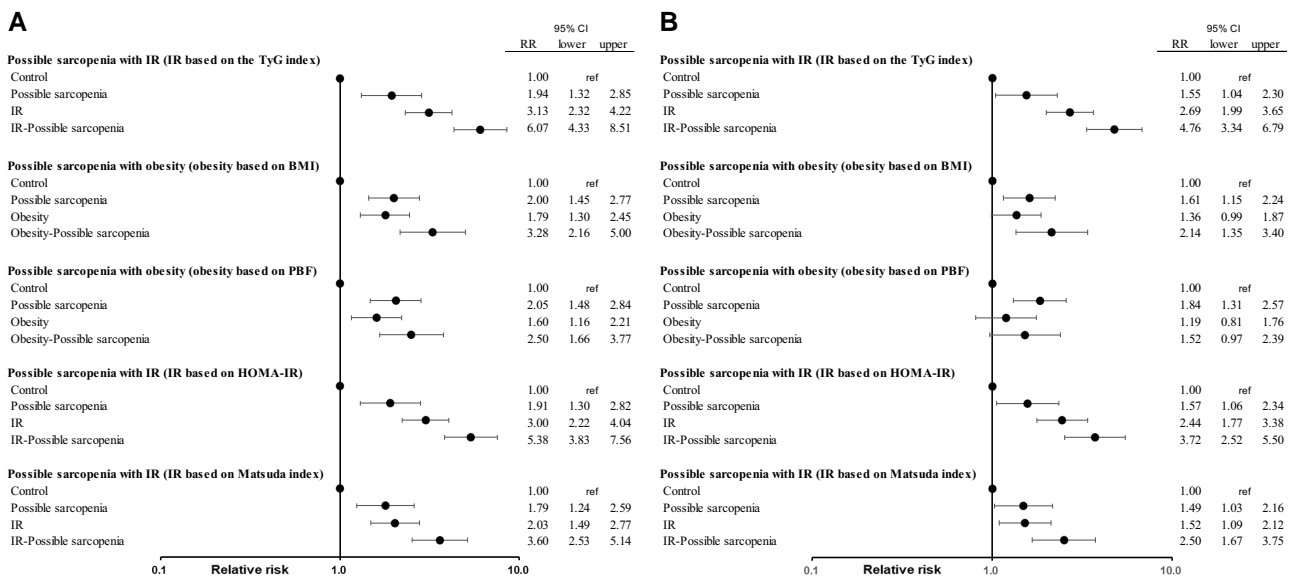 A
95% CI
RR lower upper
Possible sarcopenia with IR (IR based on the TyG index)
Control 1.00 ref
Possible sarcopenia 1.94 1.32 2.85
IR 3.13 2.32 4.22
IR-Possible sarcopenia 6.07 4.33 8.51
Possible sarcopenia with obesity (obesity based on BMI)
Control 1.00 ref
Possible sarcopenia 2.00 1.45 2.77
Obesity 1.79 1.30 2.45
Obesity-Possible sarcopenia 3.28 2.16 5.00
Possible sarcopenia with obesity (obesity based on PBF)
Control 1.00 ref
Possible sarcopenia 2.05 1.48 2.84
Obesity 1.60 1.16 2.21
Obesity-Possible sarcopenia 2.50 1.66 3.77
Possible sarcopenia with IR (IR based on HOMA-IR)
Control 1.00 ref
Possible sarcopenia 1.91 1.30 2.82
IR 3.00 2.22 4.04
IR-Possible sarcopenia 5.38 3.83 7.56
Possible sarcopenia with IR (IR based on Matsuda index)
Control 1.00 ref
Possible sarcopenia 1.79 1.24 2.59
IR 2.03 1.49 2.77
IR-Possible sarcopenia 3.60 2.53 5.14
0.1 Relative risk 1.0 10.0
B
95% CI
RR lower upper
Possible sarcopenia with IR (IR based on the TyG index)
Control 1.00 ref
Possible sarcopenia 1.55 1.04 2.30
IR 2.69 1.99 3.65
IR-Possible sarcopenia 4.76 3.34 6.79
Possible sarcopenia with obesity (obesity based on BMI)
Control 1.00 ref
Possible sarcopenia 1.61 1.15 2.24
Obesity 1.36 0.99 1.87
Obesity-Possible sarcopenia 2.14 1.35 3.40
Possible sarcopenia with obesity (obesity based on PBF)
Control 1.00 ref
Possible sarcopenia 1.84 1.31 2.57
Obesity 1.19 0.81 1.76
Obesity-Possible sarcopenia 1.52 0.97 2.39
Possible sarcopenia with IR (IR based on HOMA-IR)
Control 1.00 ref
Possible sarcopenia 1.57 1.06 2.34
IR 2.44 1.77 3.38
IR-Possible sarcopenia 3.72 2.52 5.50
Possible sarcopenia with IR (IR based on Matsuda index)
Control 1.00 ref
Possible sarcopenia 1.49 1.03 2.16
IR 1.52 1.09 2.12
IR-Possible sarcopenia 2.50 1.67 3.75
0.1 Relative risk 1.0 10.0